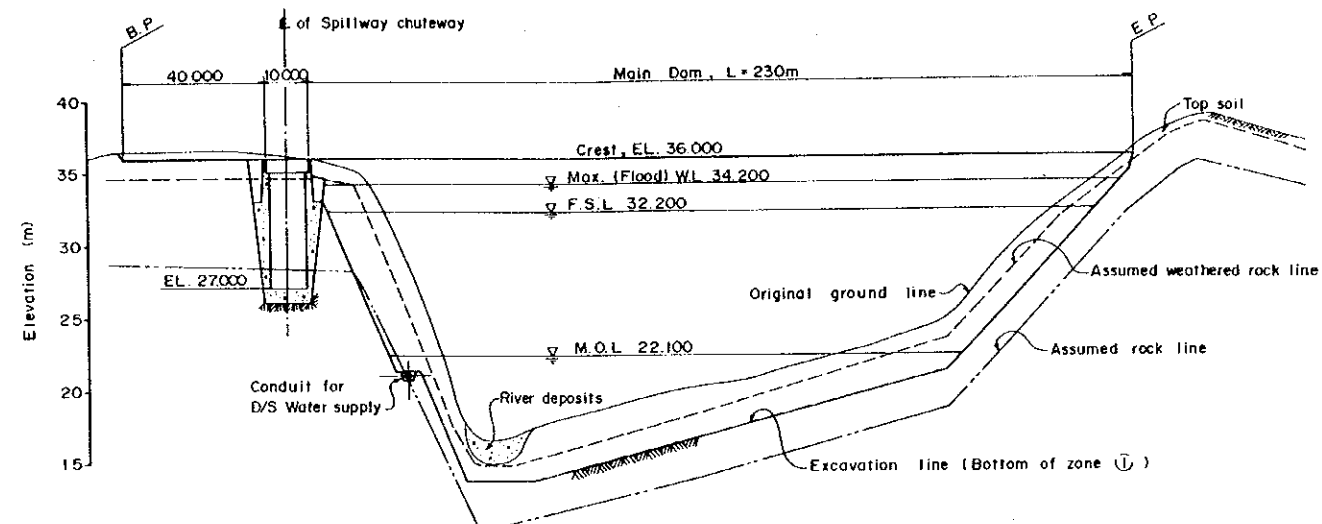 B.P
℄ of Spillway chuteway
E.P
40 000
10 000
Main Dam, L = 230m
40
35
30
25
20
15
Elevation (m)
Top soil
Crest, EL. 36.000
Max. (Flood) W.L 34.200
F.S.L 32.200
EL. 27.000
Assumed weathered rock line
Original ground line
M.O.L 22.100
Assumed rock line
Conduit for
D/S Water supply
River deposits
Excavation line (Bottom of zone Ⓘ)